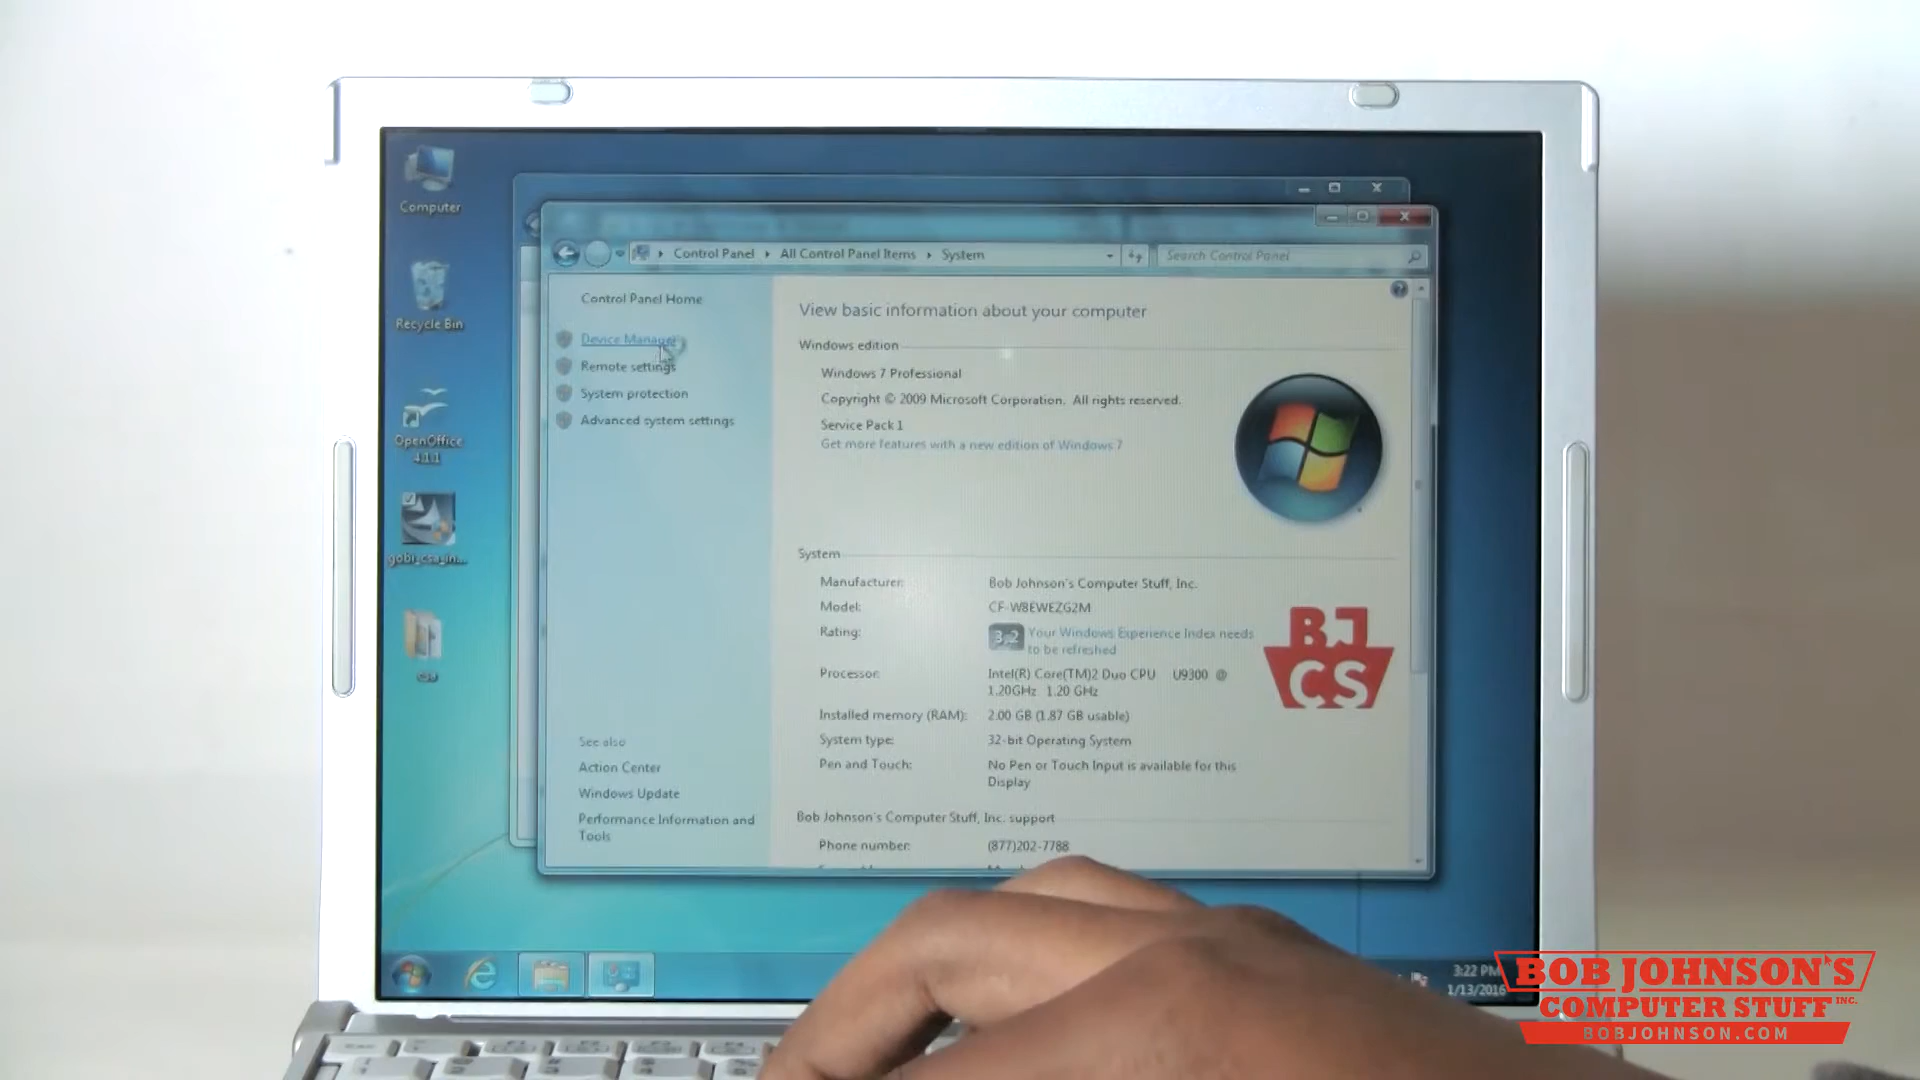 Computer
Recycle Bin
OpenOffice
4.1.1
gobi_csa_in...
csa
Control Panel
All Control Panel Items
System
Search Control Panel
Control Panel Home
Device Manager
Remote settings
System protection
Advanced system settings
See also
Action Center
Windows Update
Performance Information and
Tools
View basic information about your computer
Windows edition
Windows 7 Professional
Copyright © 2009 Microsoft Corporation. All rights reserved.
Service Pack 1
Get more features with a new edition of Windows 7
System
Manufacturer: Bob Johnson's Computer Stuff, Inc.
Model: CF-W8EWEZG2M
Rating: 3.2 Your Windows Experience Index needs
to be refreshed
Processor: Intel(R) Core(TM)2 Duo CPU U9300 @
1.20GHz 1.20 GHz
Installed memory (RAM): 2.00 GB (1.87 GB usable)
System type: 32-bit Operating System
Pen and Touch: No Pen or Touch Input is available for this
Display
BJ
CS
Bob Johnson's Computer Stuff, Inc. support
Phone number: (877)202-7788
3:22 PM
1/13/2016
BOB JOHNSON'S
COMPUTER STUFF INC.
BOBJOHNSON.COM